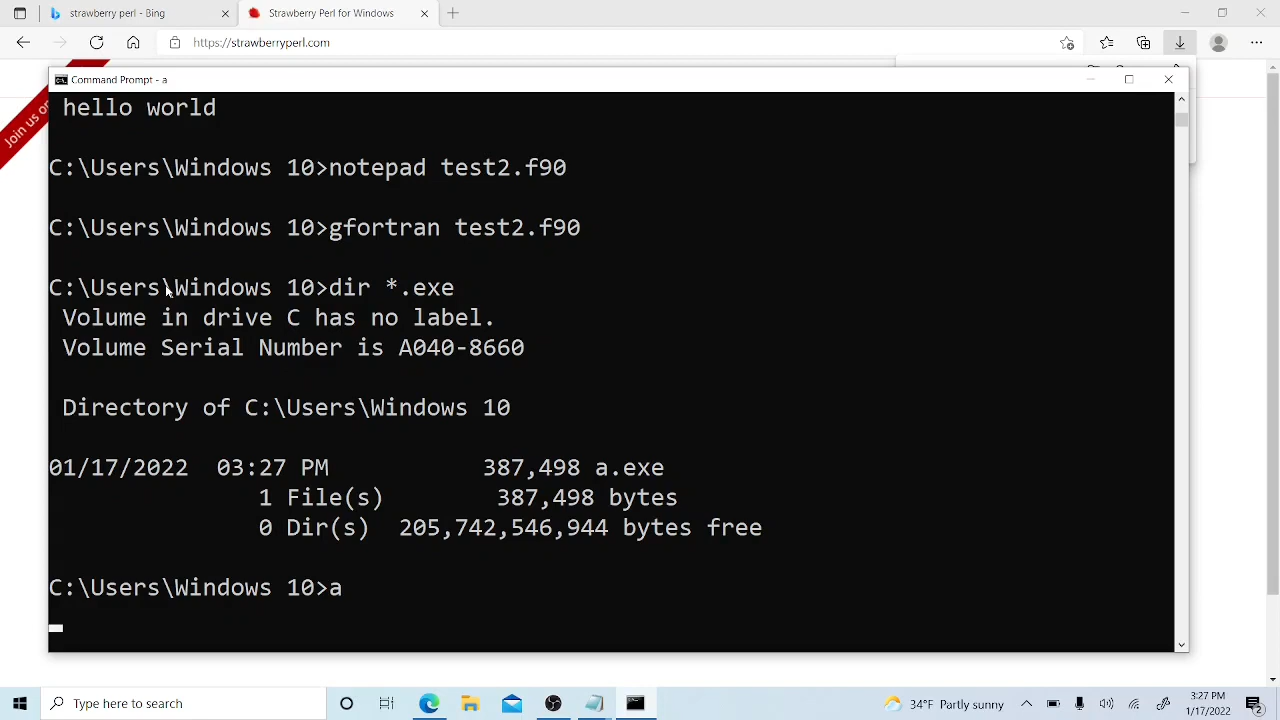 strawberry perl - Bing
Strawberry Perl for Windows
https://strawberryperl.com
Join us o
Command Prompt - a
hello world
C:\Users\Windows 10>notepad test2.f90
C:\Users\Windows 10>gfortran test2.f90
C:\Users\Windows 10>dir *.exe
Volume in drive C has no label.
Volume Serial Number is A040-8660
Directory of C:\Users\Windows 10
01/17/2022 03:27 PM 387,498 a.exe
1 File(s) 387,498 bytes
0 Dir(s) 205,742,546,944 bytes free
C:\Users\Windows 10>a
Type here to search
34°F Partly sunny
3:27 PM
1/17/2022
2